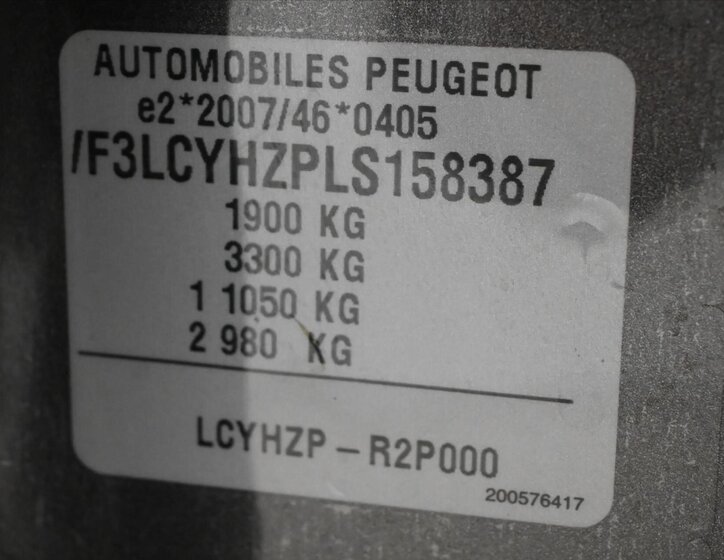 AUTOMOBILES PEUGEOT
e2*2007/46*0405
/F3LCYHZPLS158387
1900 KG
3300 KG
1 1050 KG
2 980 KG
LCYHZP – R2P000
200576417